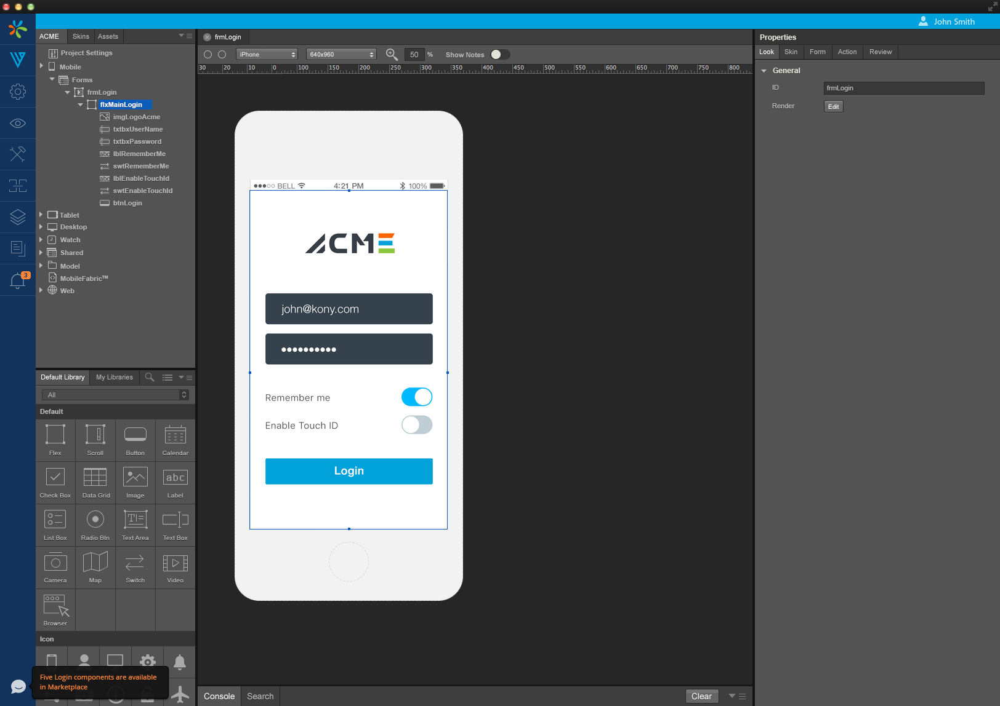 John Smith
ACME
Skins
Assets
frmLogin
Properties
iPhone
640x960
50
%
Show Notes
Look
Skin
Form
Action
Review
30
20
10
0
100
50
100
150
200
250
300
350
400
450
500
550
600
650
700
750
800
Project Settings
Mobile
Forms
frmLogin
flxMainLogin
imgLogoAcme
txtbxUserName
txtbxPassword
abc lblRememberMe
swtRememberMe
abc lblEnableTouchId
swtEnableTouchId
btnLogin
Tablet
Desktop
Watch
Shared
Model
MobileFabric™
Web
3
General
ID
frmLogin
Render
Edit
BELL
4:21 PM
100%
ACME
john@kony.com
Remember me
Enable Touch ID
Login
Default Library
My Libraries
All
Default
Flex
Scroll
Button
Calendar
Check Box
Data Grid
Image
abc
Label
List Box
Radio Btn
Text Area
Text Box
Camera
Map
Switch
Video
Browser
Icon
Five Login components are available
in Marketplace
Console
Search
Clear